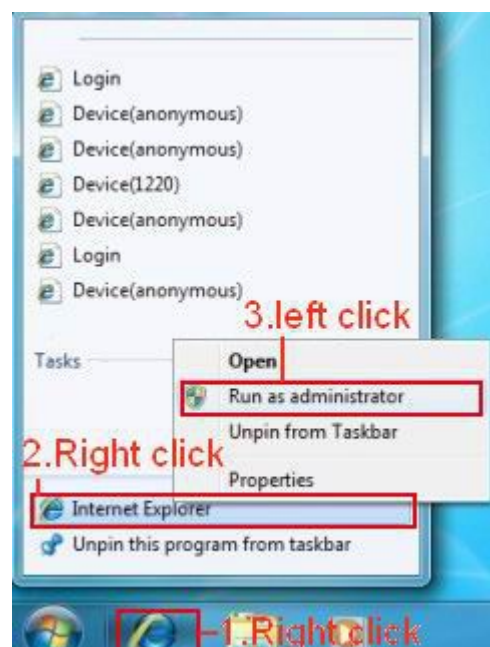 Login
Device(anonymous)
Device(anonymous)
Device(1220)
Device(anonymous)
Login
Device(anonymous)
3.left click
Tasks
Open
Run as administrator
Unpin from Taskbar
2.Right click
Properties
Internet Explorer
Unpin this program from taskbar
1.Right click